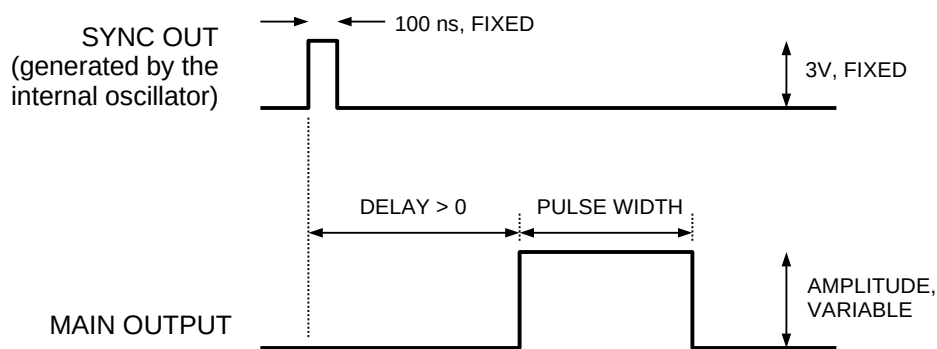 100 ns, FIXED
SYNC OUT
(generated by the
internal oscillator)
3V, FIXED
DELAY > 0
PULSE WIDTH
AMPLITUDE,
VARIABLE
MAIN OUTPUT